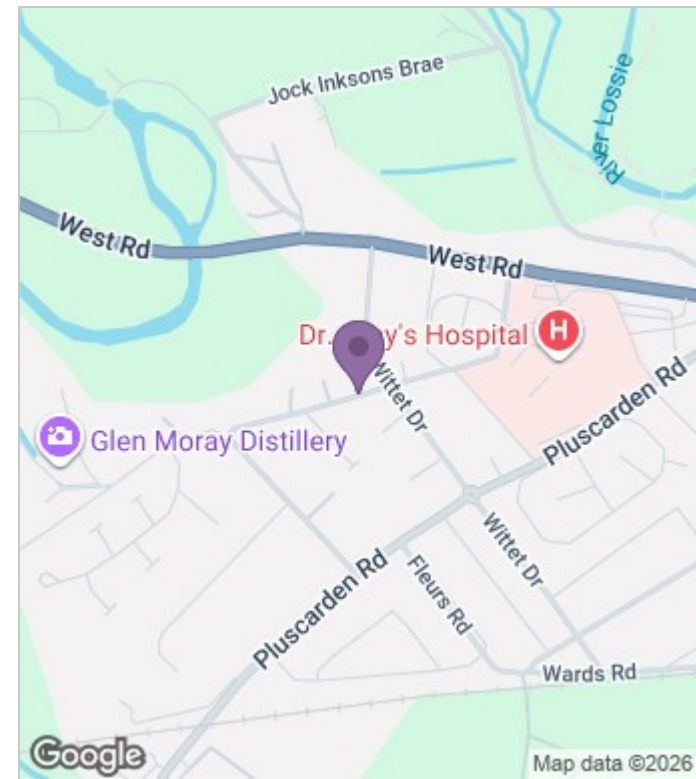 Jock Inksons Brae
River Lossie
West Rd
West Rd
Dr. 's Hospital
H
Wittet Dr
Pluscarden Rd
Glen Moray Distillery
Wittet Dr
Fleurs Rd
Pluscarden Rd
Wards Rd
Google
Map data ©2026